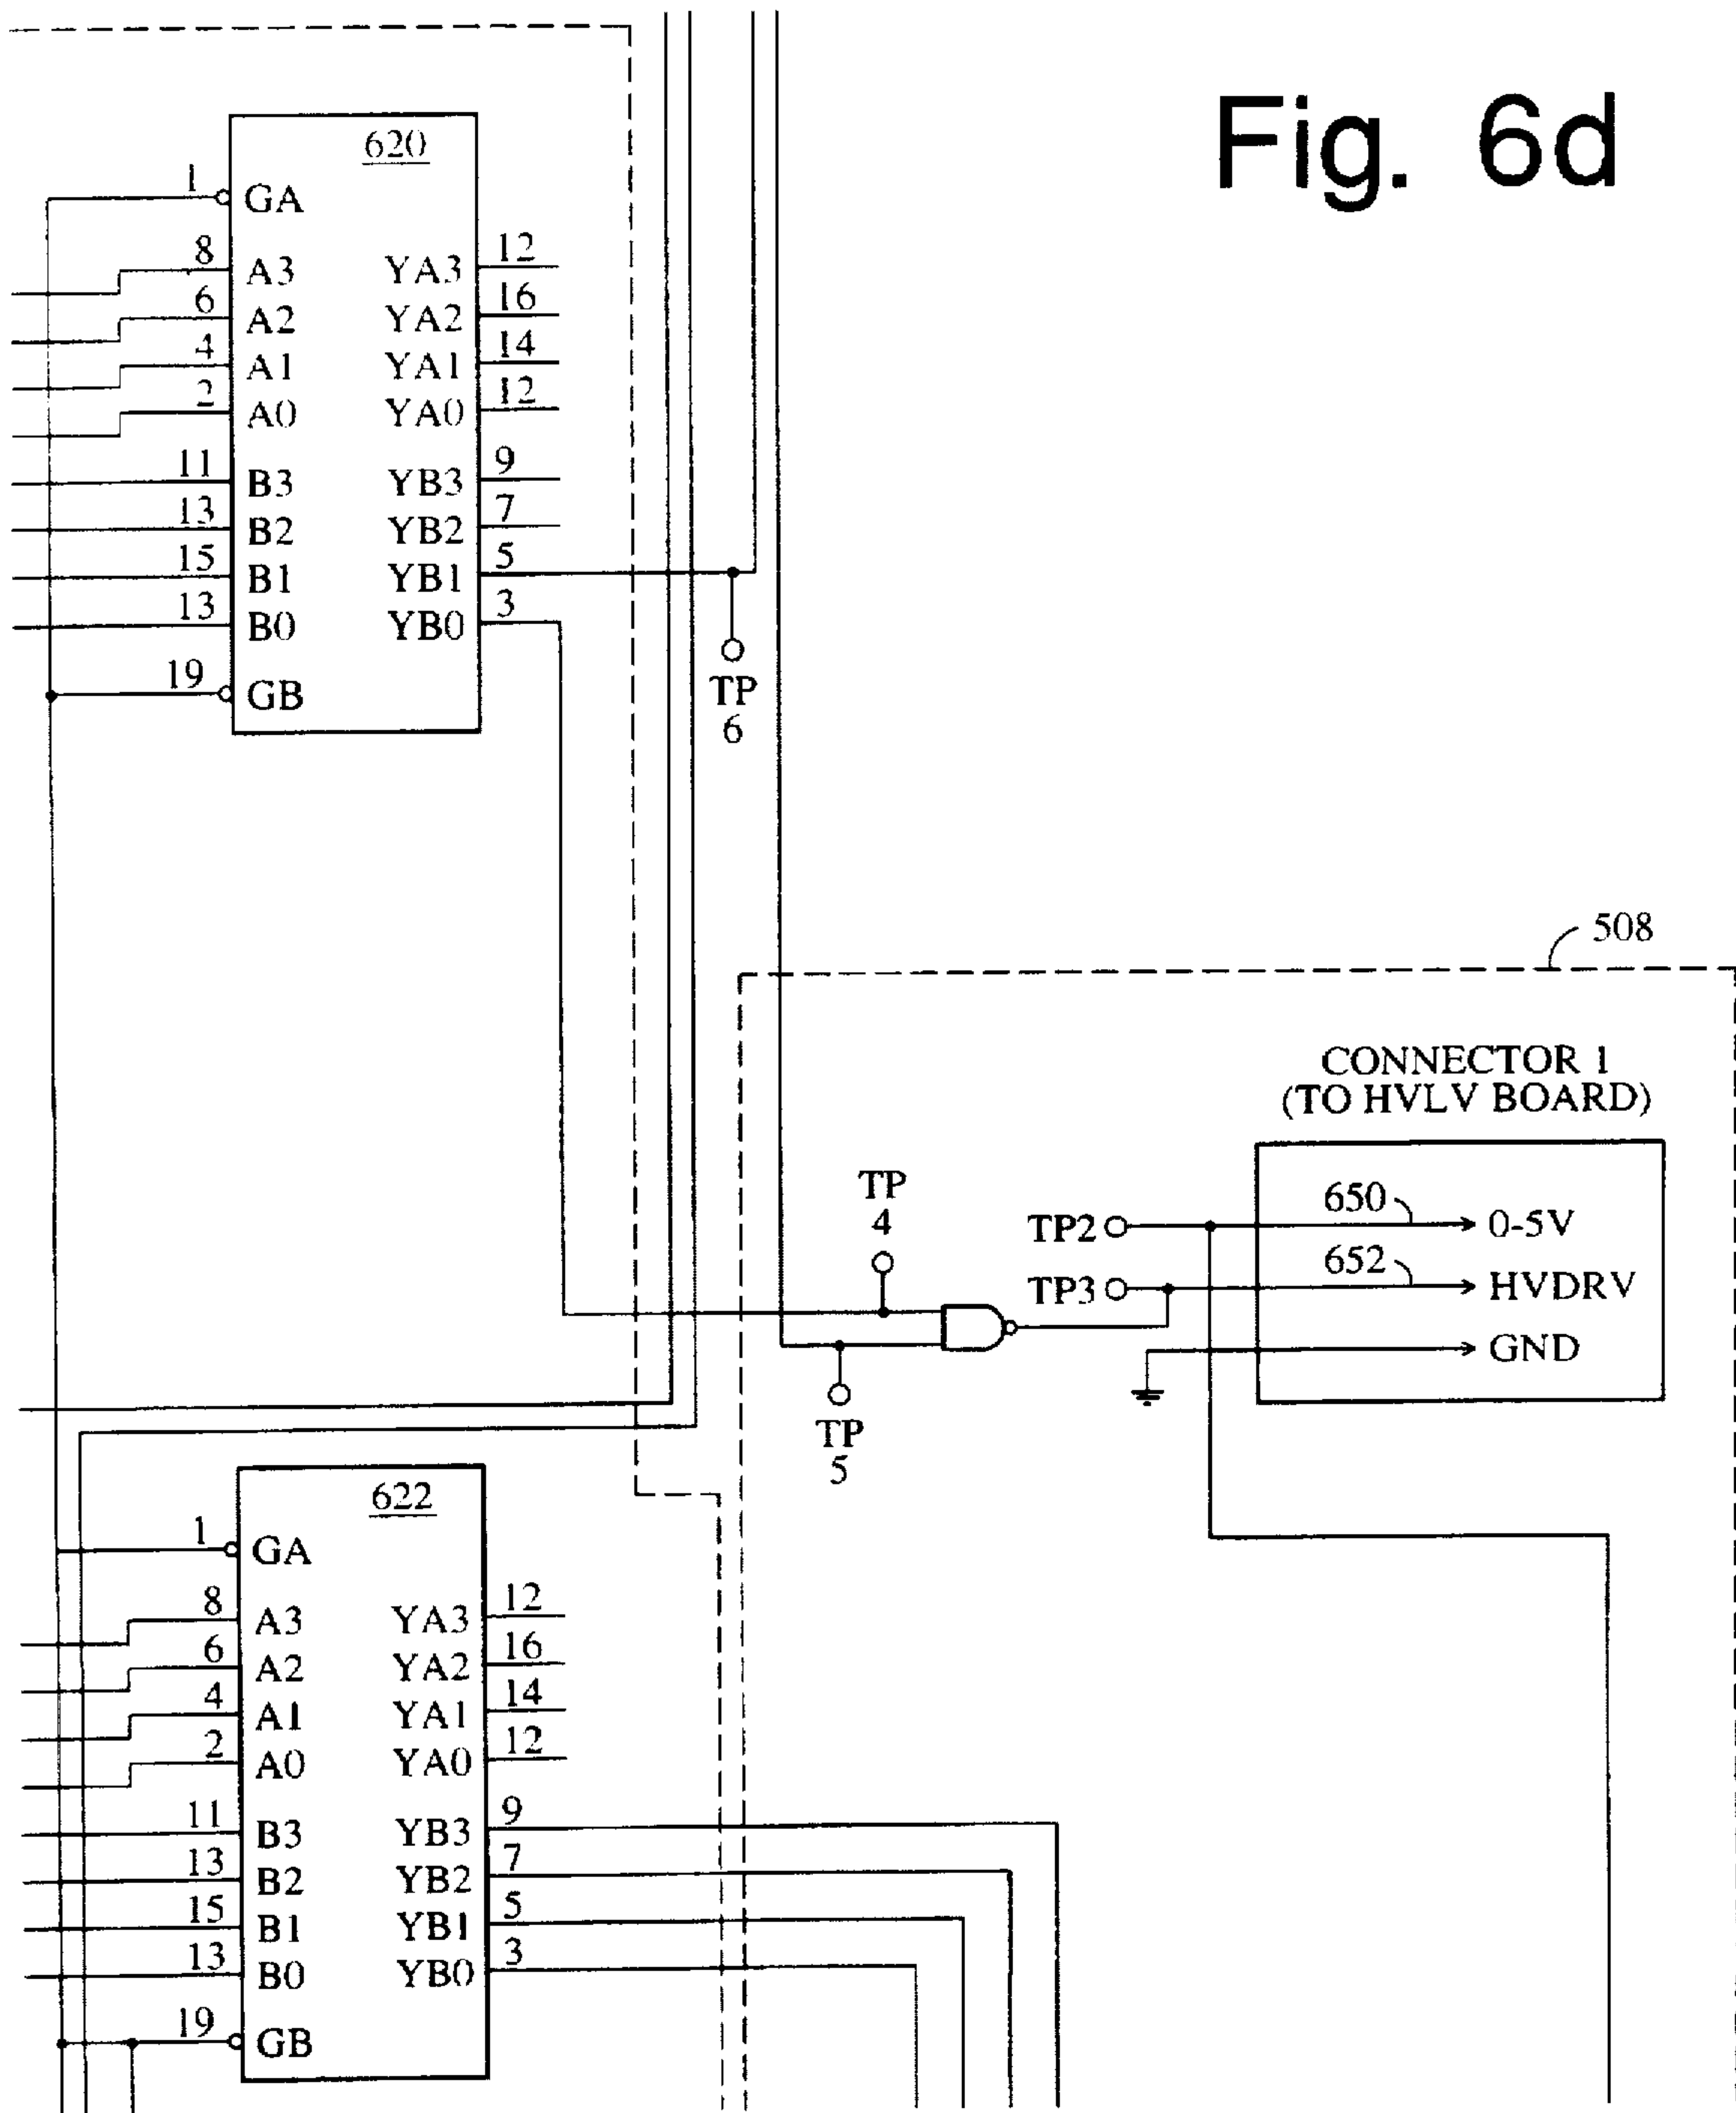 Fig. 6d
620
1 GA
8 A3 YA3 12
6 A2 YA2 16
4 A1 YA1 14
2 A0 YA0 12
11 B3 YB3 9
13 B2 YB2 7
15 B1 YB1 5
13 B0 YB0 3
19 GB
TP
6
508
CONNECTOR 1
(TO HVLV BOARD)
TP
4
TP2 650 0-5V
TP3 652 HVDRV
GND
TP
5
622
1 GA
8 A3 YA3 12
6 A2 YA2 16
4 A1 YA1 14
2 A0 YA0 12
11 B3 YB3 9
13 B2 YB2 7
15 B1 YB1 5
13 B0 YB0 3
19 GB